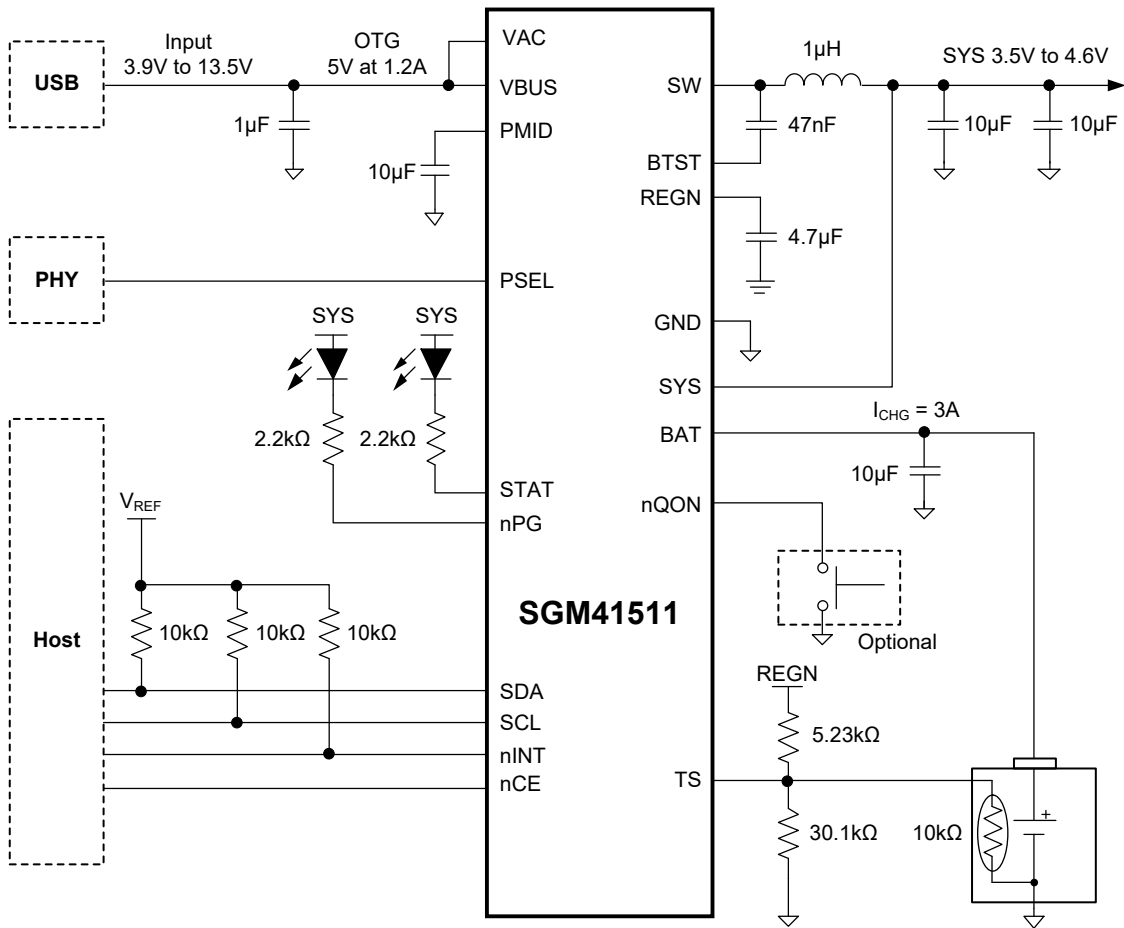 USB
Input
3.9V to 13.5V
OTG
5V at 1.2A
1μF
10μF
VAC
VBUS
PMID
PHY
PSEL
SYS
SYS
2.2kΩ
2.2kΩ
STAT
nPG
VREF
Host
10kΩ
10kΩ
10kΩ
SDA
SCL
nINT
nCE
SGM41511
SW
1μH
SYS 3.5V to 4.6V
47nF
10μF
10μF
BTST
REGN
4.7μF
GND
SYS
ICHG = 3A
BAT
10μF
nQON
Optional
REGN
5.23kΩ
TS
30.1kΩ
10kΩ
+